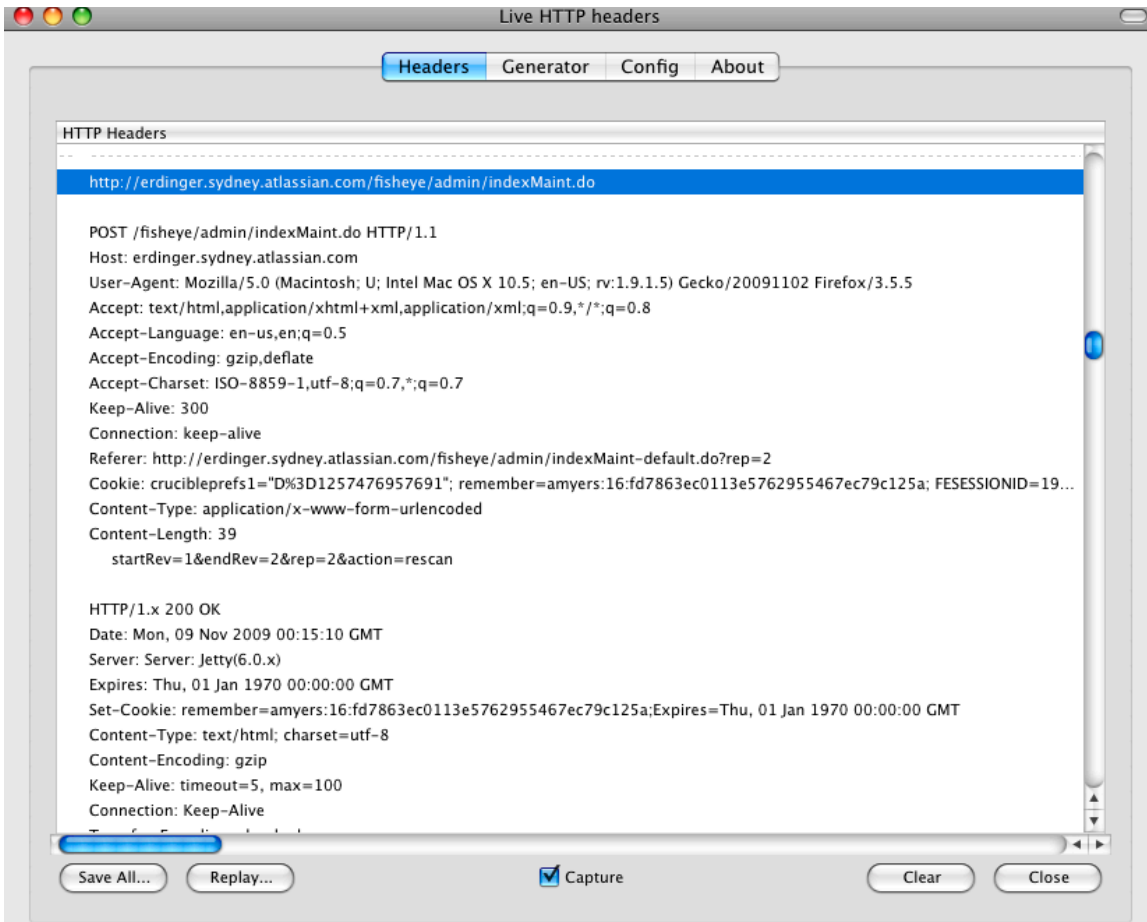 Live HTTP headers
Headers Generator Config About
HTTP Headers
http://erdinger.sydney.atlassian.com/fisheye/admin/indexMaint.do
POST /fisheye/admin/indexMaint.do HTTP/1.1
Host: erdinger.sydney.atlassian.com
User-Agent: Mozilla/5.0 (Macintosh; U; Intel Mac OS X 10.5; en-US; rv:1.9.1.5) Gecko/20091102 Firefox/3.5.5
Accept: text/html,application/xhtml+xml,application/xml;q=0.9,*/*;q=0.8
Accept-Language: en-us,en;q=0.5
Accept-Encoding: gzip,deflate
Accept-Charset: ISO-8859-1,utf-8;q=0.7,*;q=0.7
Keep-Alive: 300
Connection: keep-alive
Referer: http://erdinger.sydney.atlassian.com/fisheye/admin/indexMaint-default.do?rep=2
Cookie: crucibleprefs1="D%3D1257476957691"; remember=amyers:16:fd7863ec0113e5762955467ec79c125a; FESESSIONID=19...
Content-Type: application/x-www-form-urlencoded
Content-Length: 39
startRev=1&endRev=2&rep=2&action=rescan
HTTP/1.x 200 OK
Date: Mon, 09 Nov 2009 00:15:10 GMT
Server: Server: Jetty(6.0.x)
Expires: Thu, 01 Jan 1970 00:00:00 GMT
Set-Cookie: remember=amyers:16:fd7863ec0113e5762955467ec79c125a;Expires=Thu, 01 Jan 1970 00:00:00 GMT
Content-Type: text/html; charset=utf-8
Content-Encoding: gzip
Keep-Alive: timeout=5, max=100
Connection: Keep-Alive
Save All... Replay... Capture Clear Close